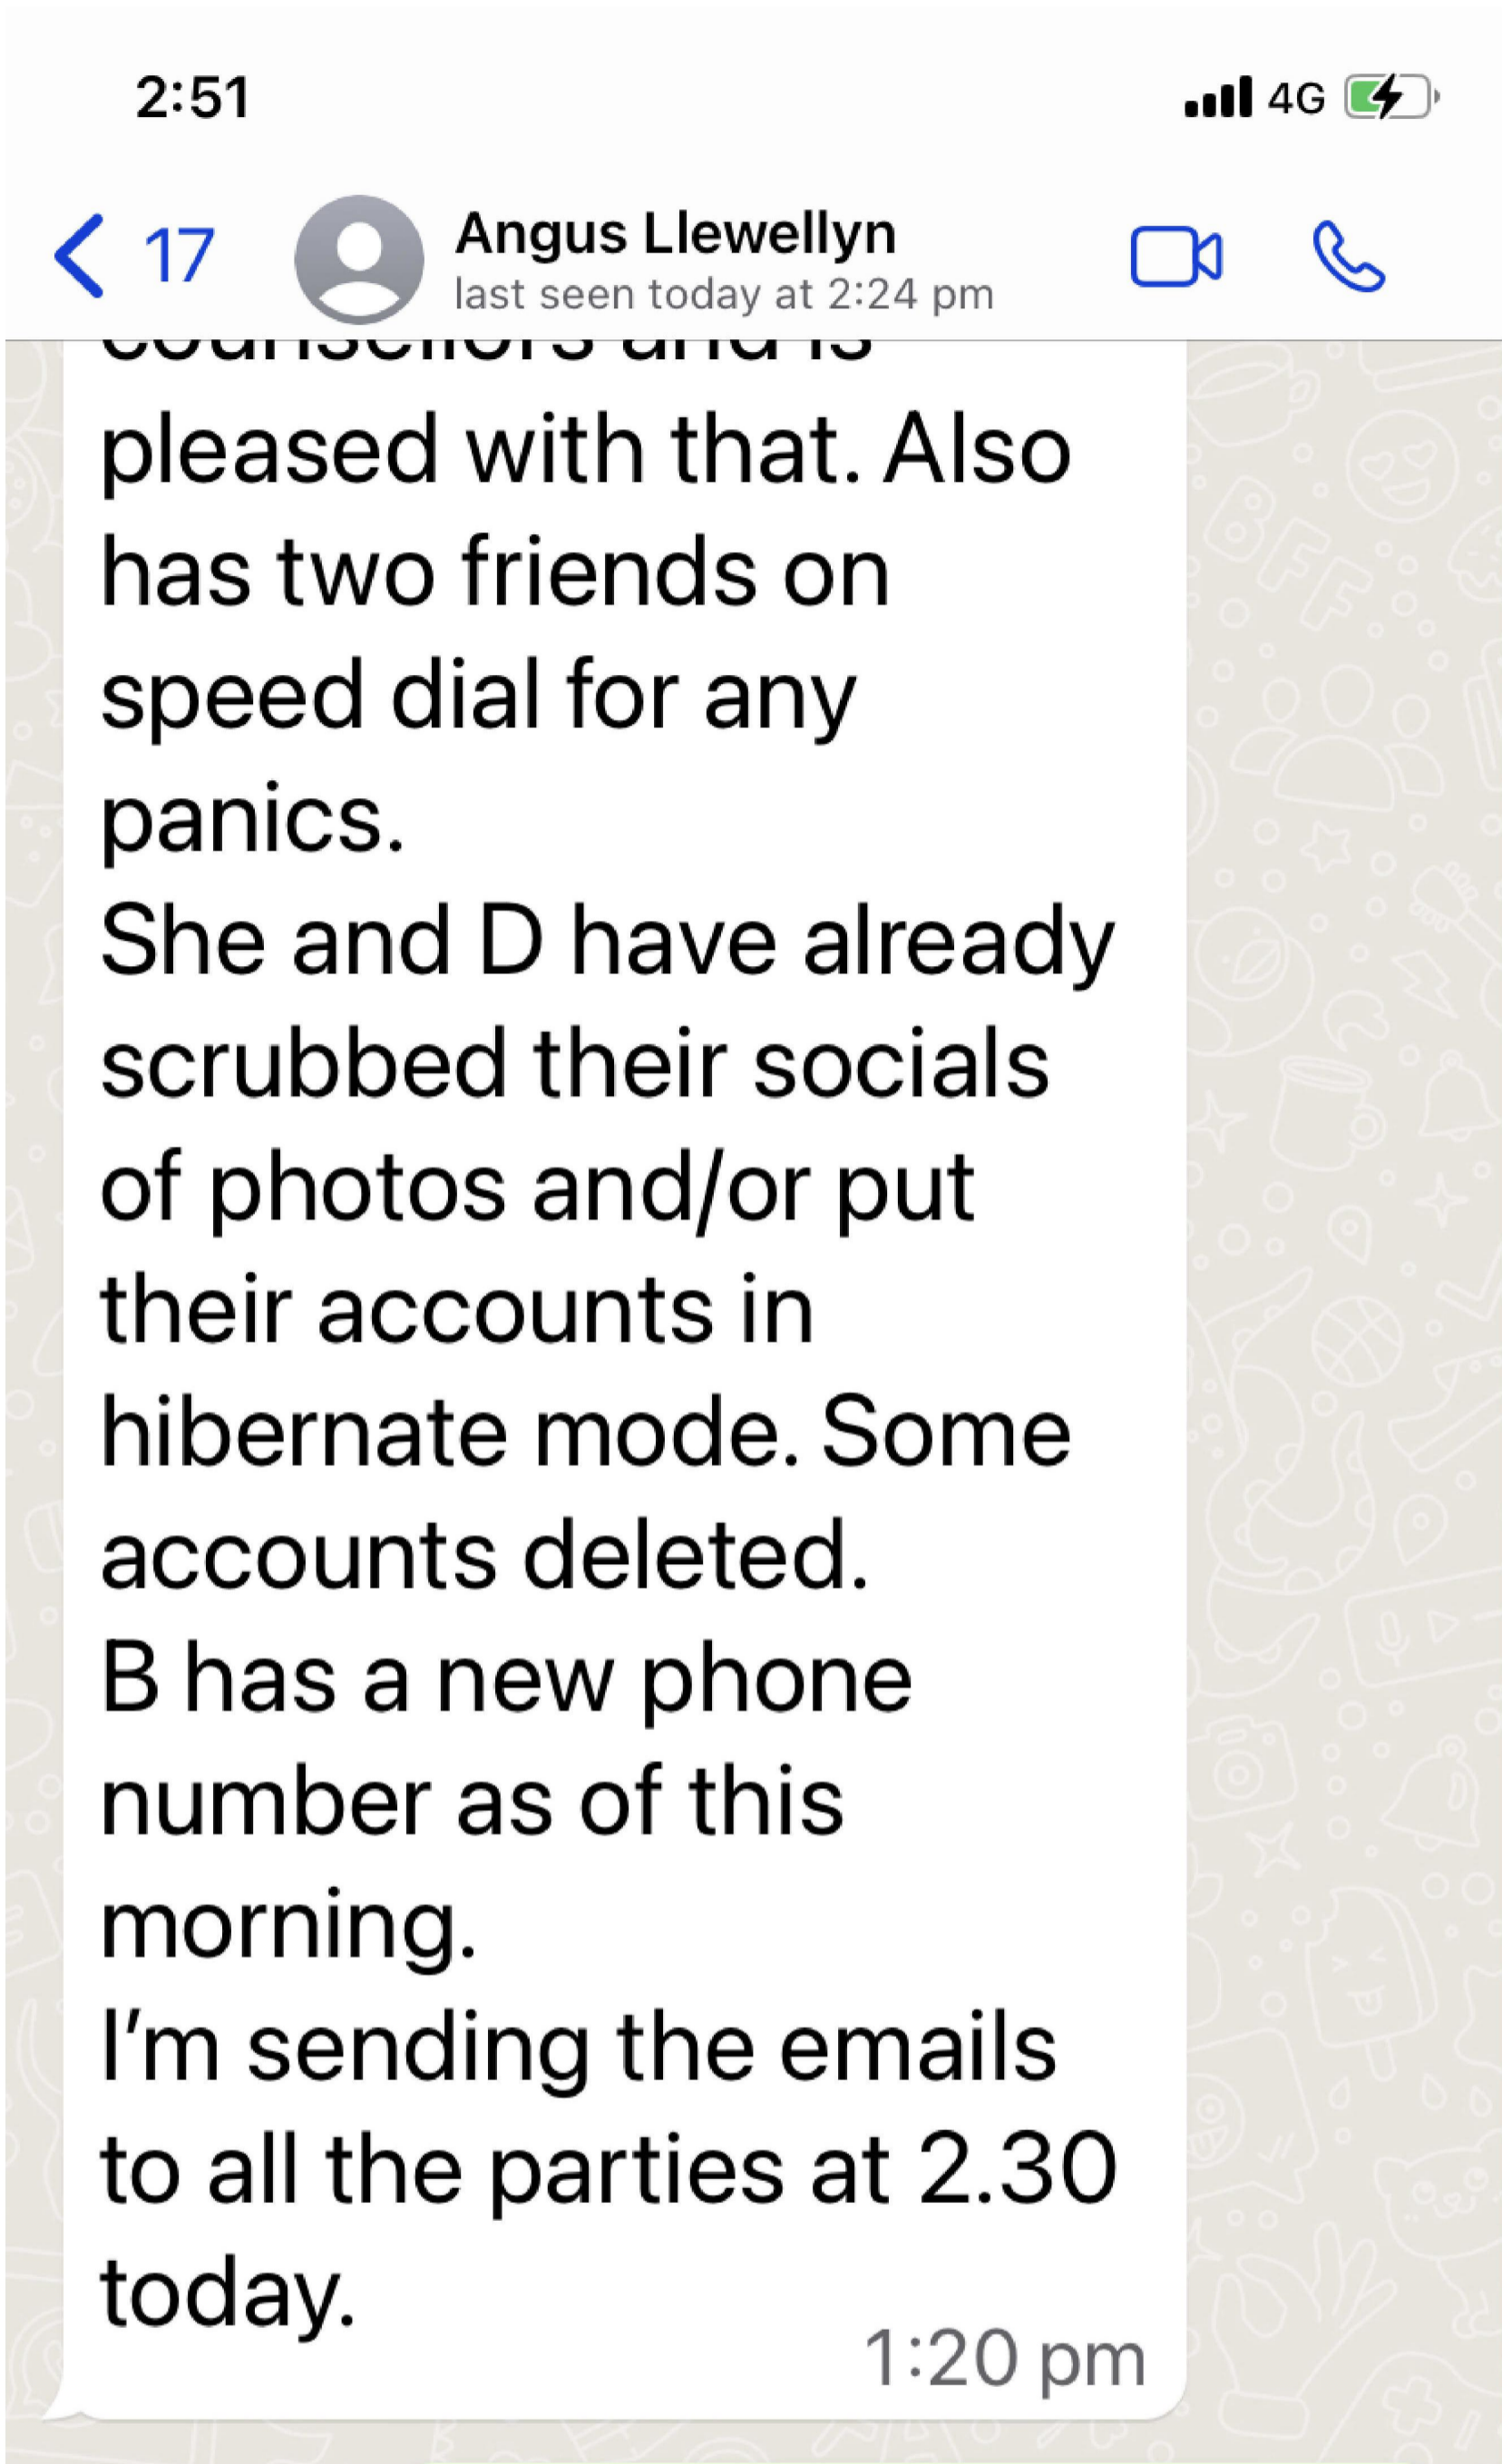 2:51 4G
17 Angus Llewellyn
last seen today at 2:24 pm
counsellors and is
pleased with that. Also
has two friends on
speed dial for any
panics.
She and D have already
scrubbed their socials
of photos and/or put
their accounts in
hibernate mode. Some
accounts deleted.
B has a new phone
number as of this
morning.
I’m sending the emails
to all the parties at 2.30
today.
1:20 pm